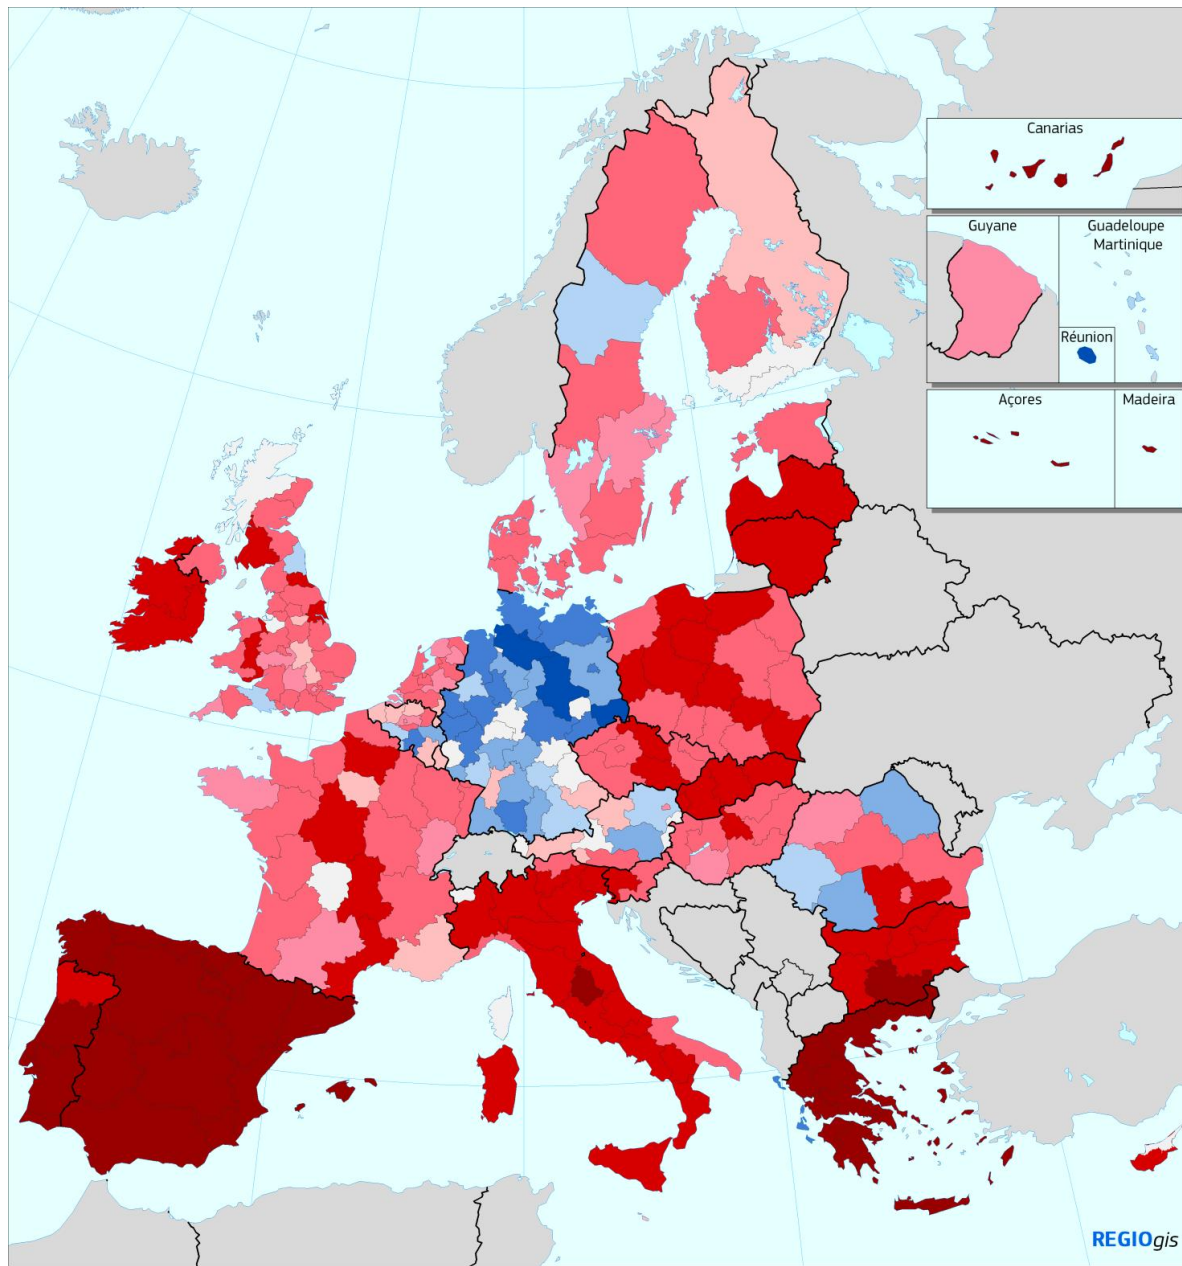 Canarias
Guyane
Guadeloupe
Martinique
Réunion
Açores
Madeira
REGIOgis